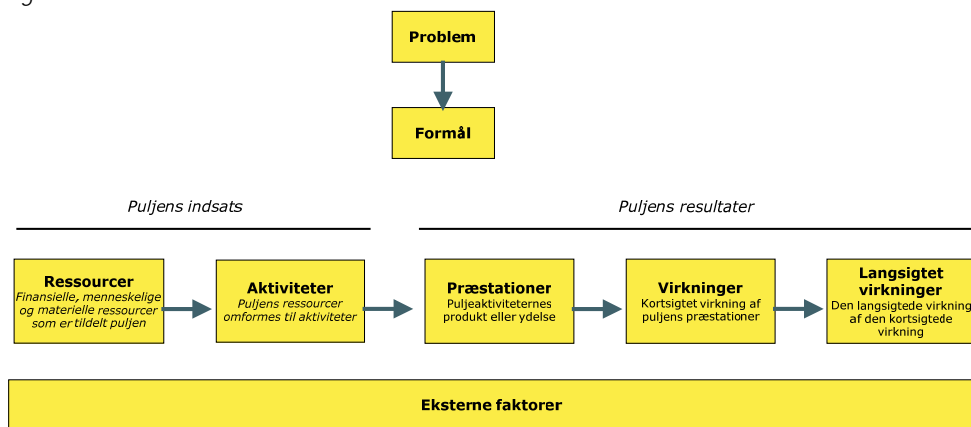 Problem
Formål
Puljens indsats
Puljens resultater
Ressourcer
Finansielle, menneskelige
og materielle ressourcer
som er tildelt puljen
Aktiviteter
Puljens ressourcer
omformes til aktiviteter
Præstationer
Puljeaktiviteternes
produkt eller ydelse
Virkninger
Kortsigtet virkning af
puljens præstationer
Langsigtet
virkninger
Den langsigtede virkning
af den kortsigtede
virkning
Eksterne faktorer